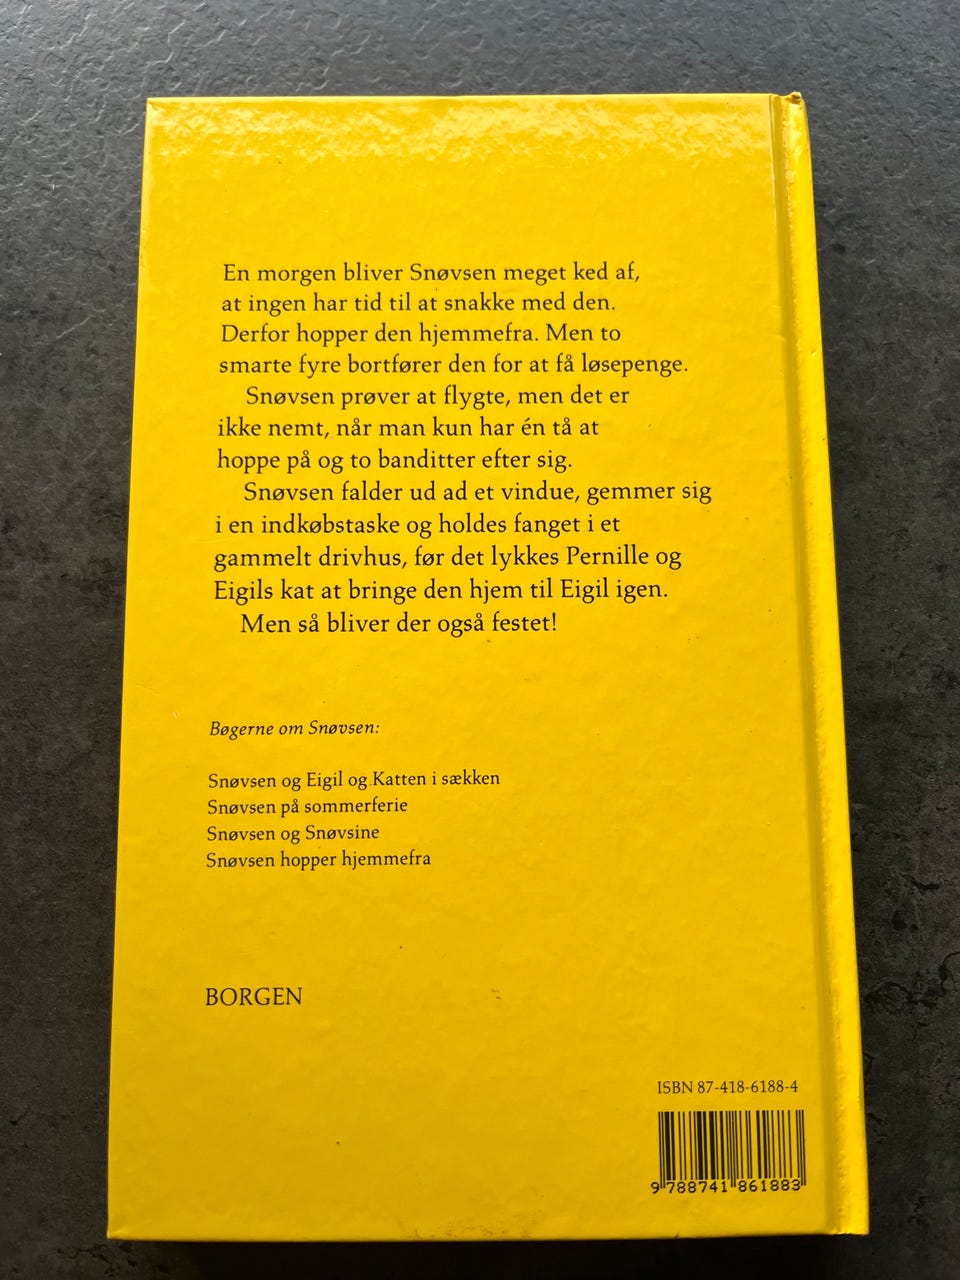 En morgen bliver Snøvsen meget ked af,
at ingen har tid til at snakke med den.
Derfor hopper den hjemmefra. Men to
smarte fyre bortfører den for at få løsepenge.
Snøvsen prøver at flygte, men det er
ikke nemt, når man kun har én tå at
hoppe på og to banditter efter sig.
Snøvsen falder ud ad et vindue, gemmer sig
i en indkøbstaske og holdes fanget i et
gammelt drivhus, før det lykkes Pernille og
Eigils kat at bringe den hjem til Eigil igen.
Men så bliver der også festet!
Bøgerne om Snøvsen:
Snøvsen og Eigil og Katten i sækken
Snøvsen på sommerferie
Snøvsen og Snøvsine
Snøvsen hopper hjemmefra
BORGEN
ISBN 87-418-6188-4
9 788741 861883